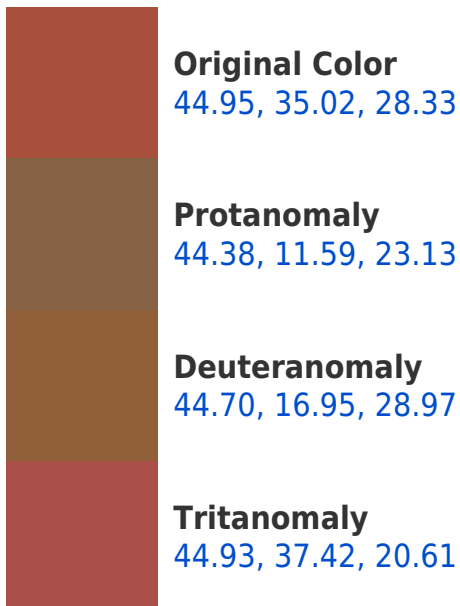 Original Color
44.95, 35.02, 28.33
Protanomaly
44.38, 11.59, 23.13
Deuteranomaly
44.70, 16.95, 28.97
Tritanomaly
44.93, 37.42, 20.61